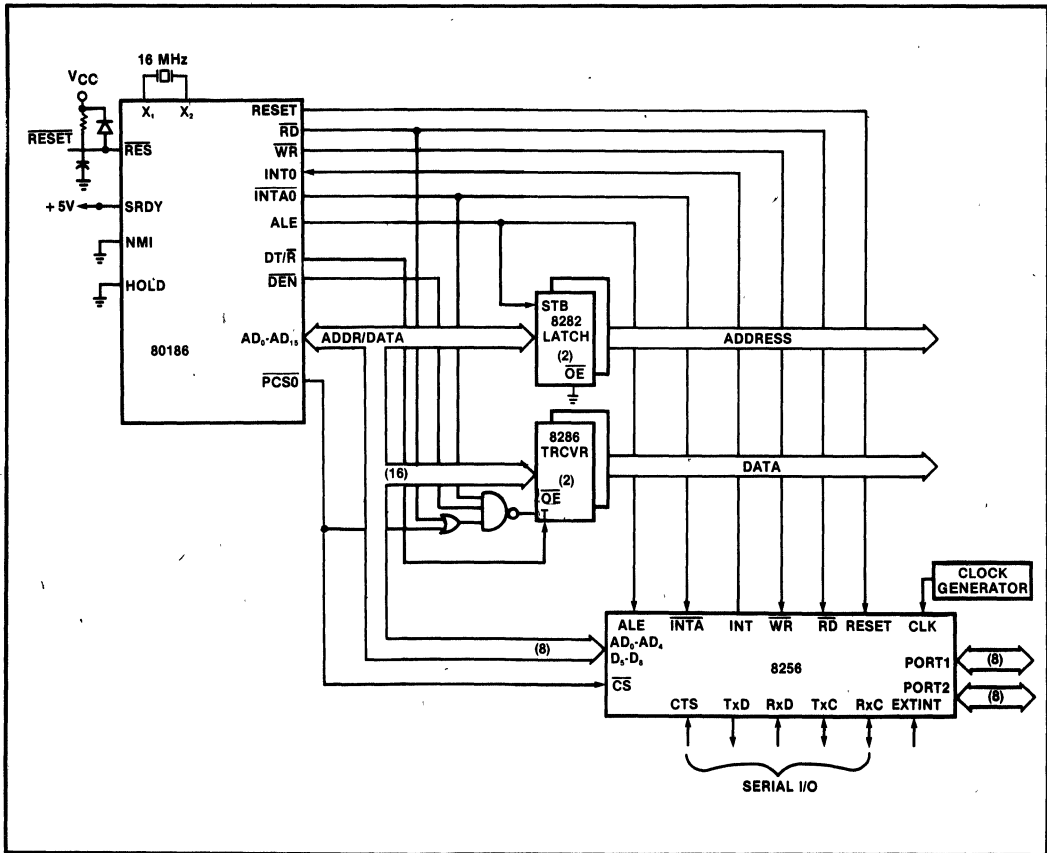 16 MHz
VCC
X1 X2
RESET
RES
+5V
SRDY
NMI
HOLD
80186
RESET
RD
WR
INT0
INTA0
ALE
DT/R
DEN
AD0-AD15
PCS0
ADDR/DATA
STB
8282
LATCH
(2)
OE
ADDRESS
8286
TRCVR
(2)
OE
T
(16)
DATA
CLOCK
GENERATOR
ALE INTA INT WR RD RESET CLK
AD0-AD4
D5-D8
(8)
CS
8256
PORT1
(8)
PORT2
(8)
CTS TxD RxD TxC RxC EXTINT
SERIAL I/O